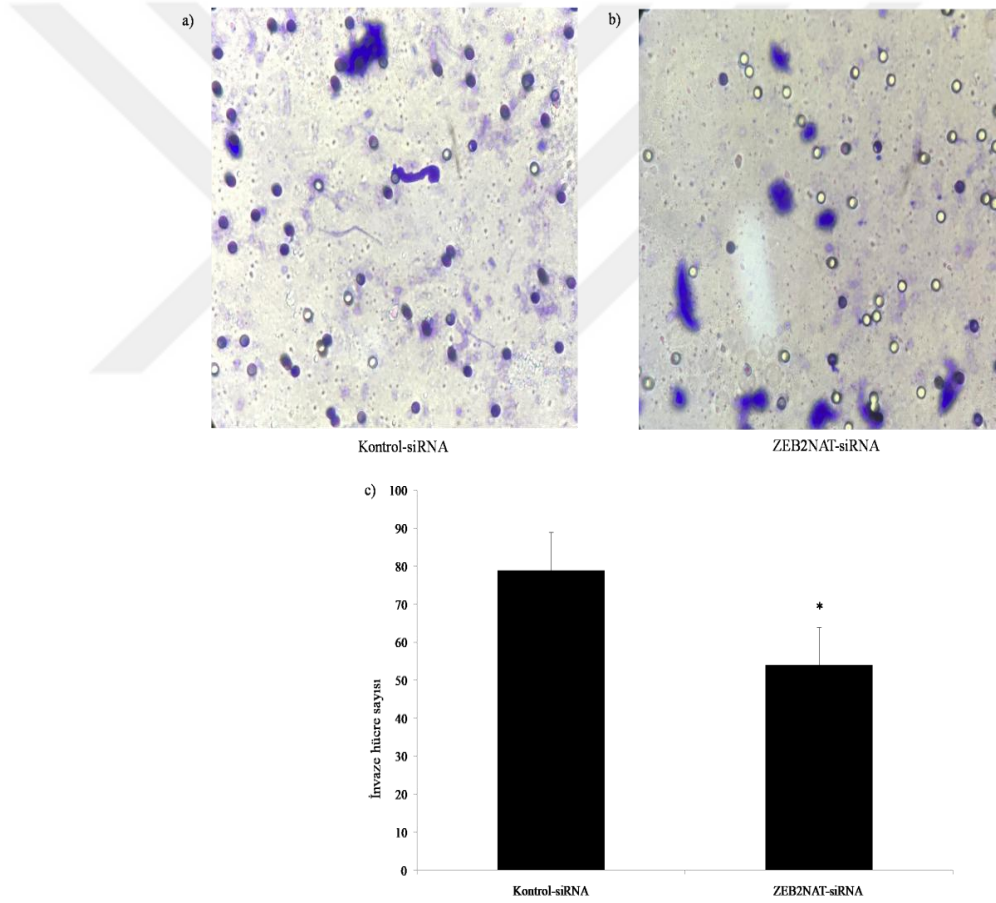 a)
b)
Kontrol-siRNA
ZEB2NAT-siRNA
c)
100
90
80
70
60
50
40
30
20
10
0
İnvaze hücre sayısı
*
Kontrol-siRNA
ZEB2NAT-siRNA